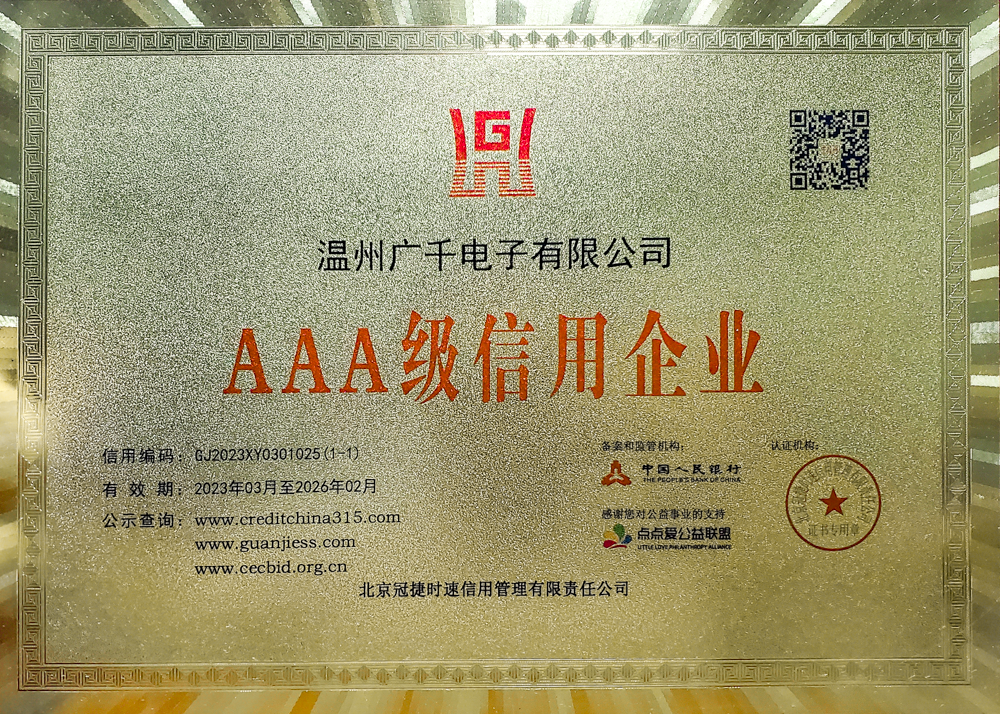 温州广千电子有限公司
AAA级信用企业
信用编码：GJ2023XY0301025(1-1)
有 效 期：2023年03月至2026年02月
公示查询：www.creditchina315.com
www.guanjiess.com
www.cecbid.org.cn
备案和监管机构：
中国人民银行
THE PEOPLE'S BANK OF CHINA
感谢您对公益事业的支持
点点爱公益联盟
LITTLE LOVE PHILANTHROPY ALLIANCE
认证机构：
证书专用章
北京冠捷时速信用管理有限责任公司